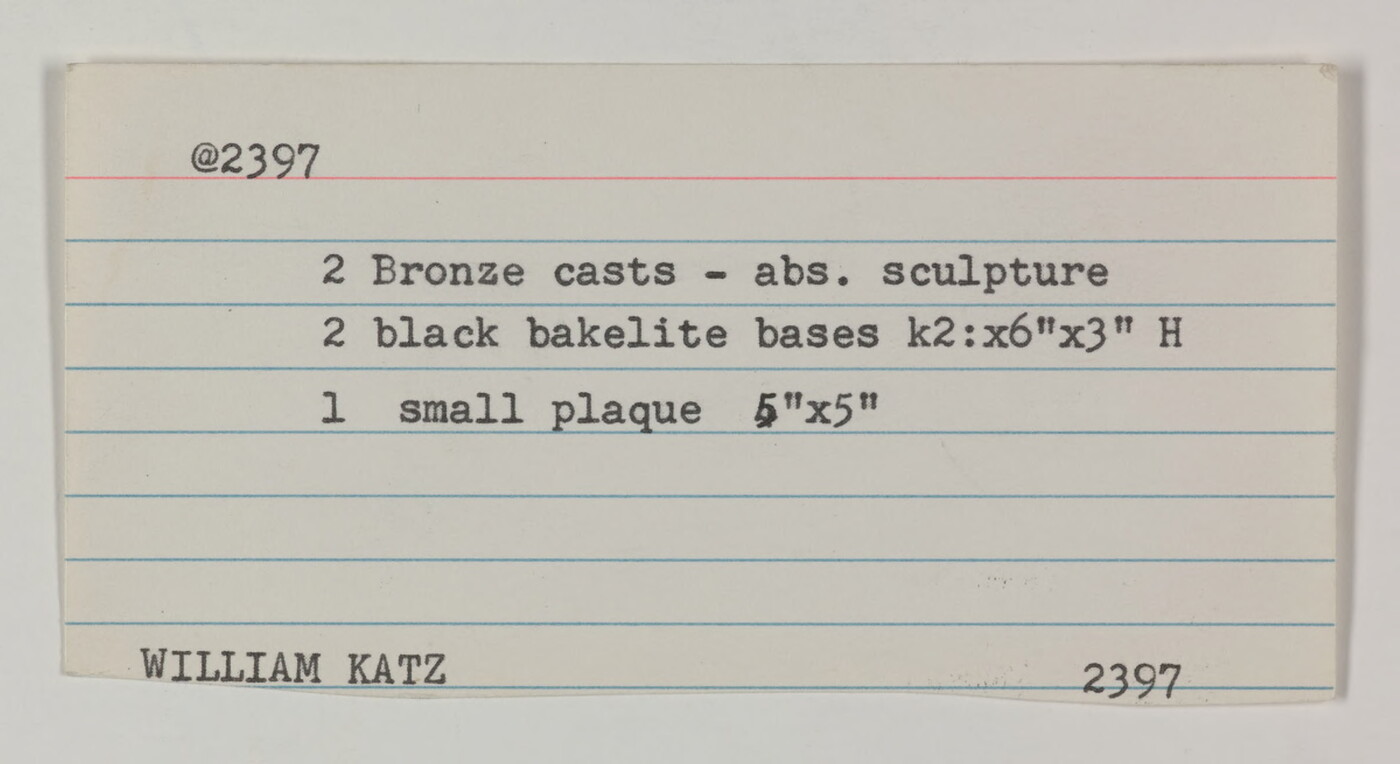 @2397
2 Bronze casts - abs. sculpture
2 black bakelite bases k2:x6"x3" H
1 small plaque 5"x5"
WILLIAM KATZ 2397